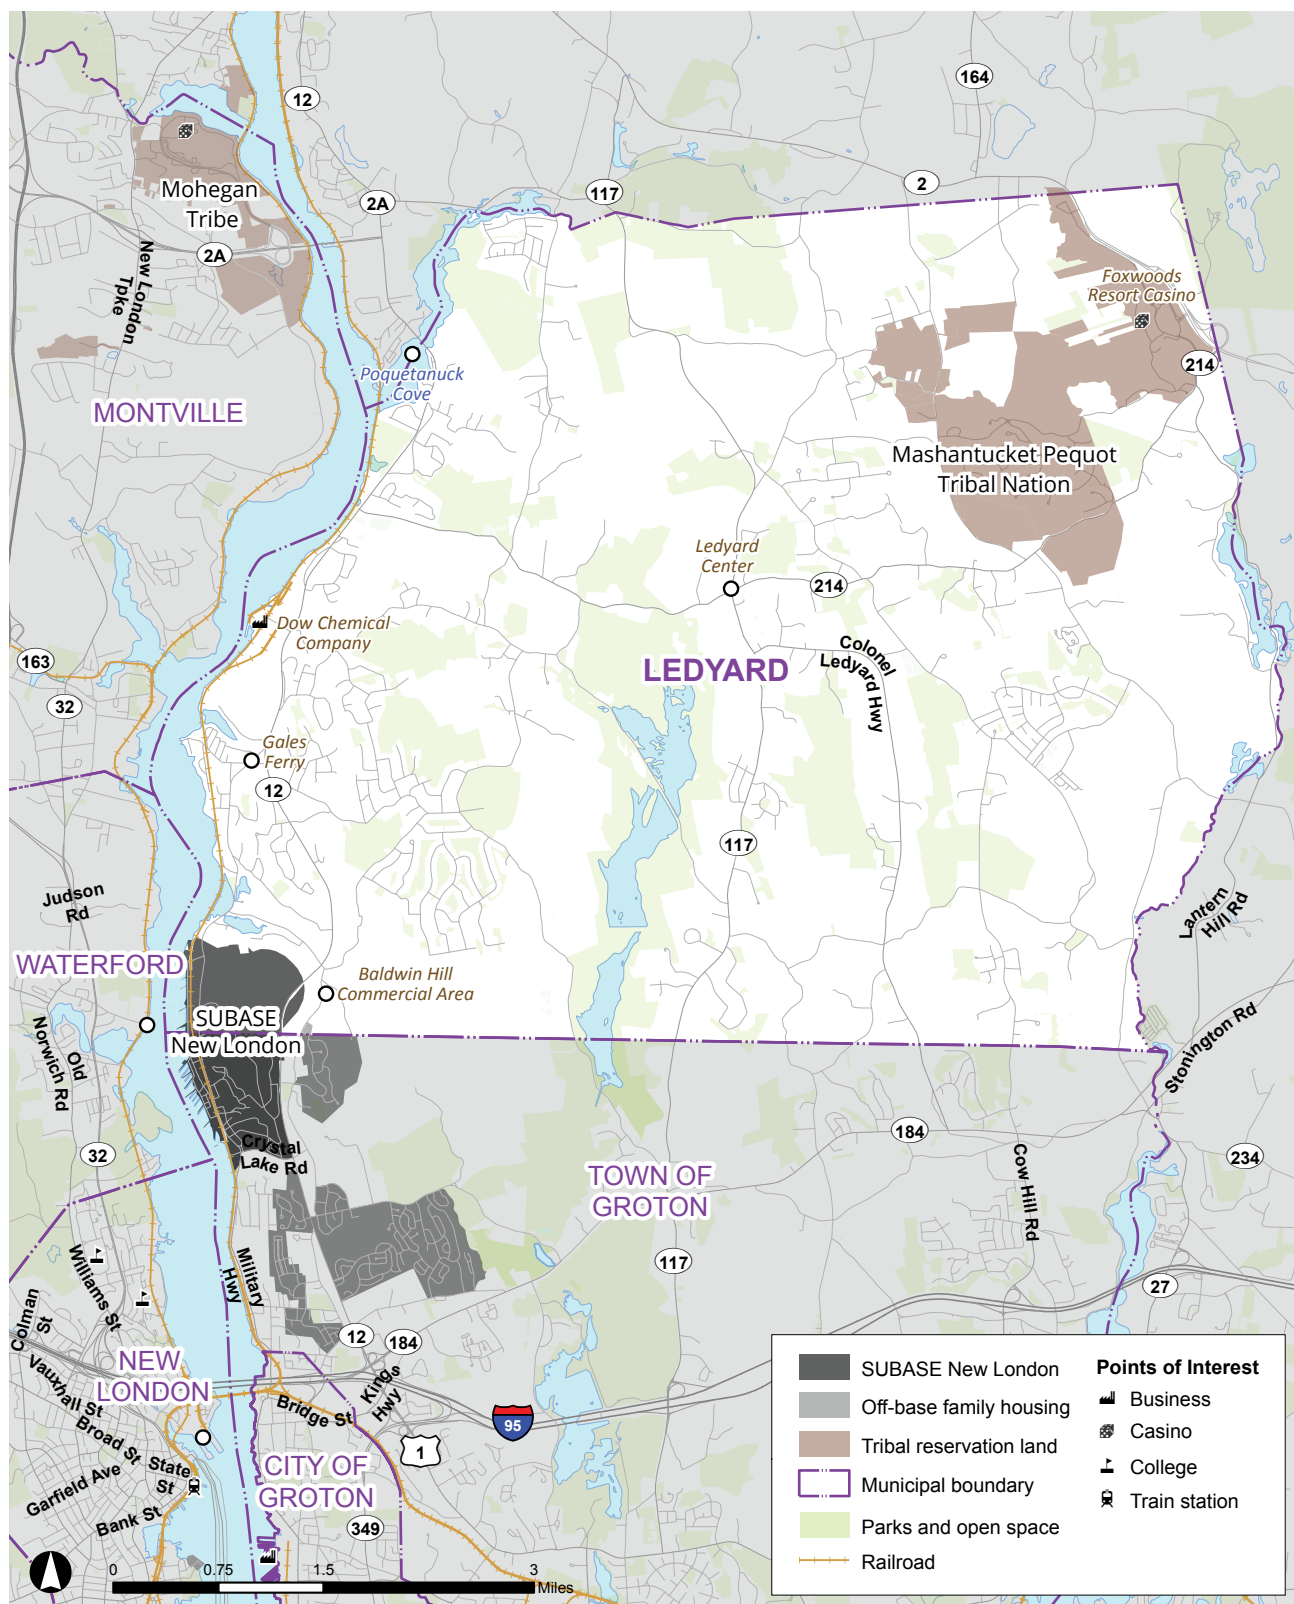 164
12
2
117
2A
Mohegan
Tribe
2A
New London
Tpke
Foxwoods
Resort Casino
214
Poquetanuck
Cove
MONTVILLE
Mashantucket Pequot
Tribal Nation
Ledyard
Center
214
Dow Chemical
Company
Colonel
Ledyard Hwy
LEDYARD
163
32
Gales
Ferry
12
117
Judson
Rd
Lantern
Hill Rd
WATERFORD
Baldwin Hill
Commercial Area
SUBASE
New London
Old
Norwich Rd
Stonington Rd
184
32
Crystal
Lake Rd
234
Cow Hill Rd
TOWN OF
GROTON
117
Williams St
Military
Hwy
27
Colman
St
12
184
NEW
LONDON
Vauxhall St
Kings
Hwy
Bridge St
95
Broad St
1
State
St
Garfield Ave
CITY OF
GROTON
Bank St
349
0
0.75
1.5
3
Miles
SUBASE New London
Off-base family housing
Tribal reservation land
Municipal boundary
Parks and open space
Railroad
Points of Interest
Business
Casino
College
Train station